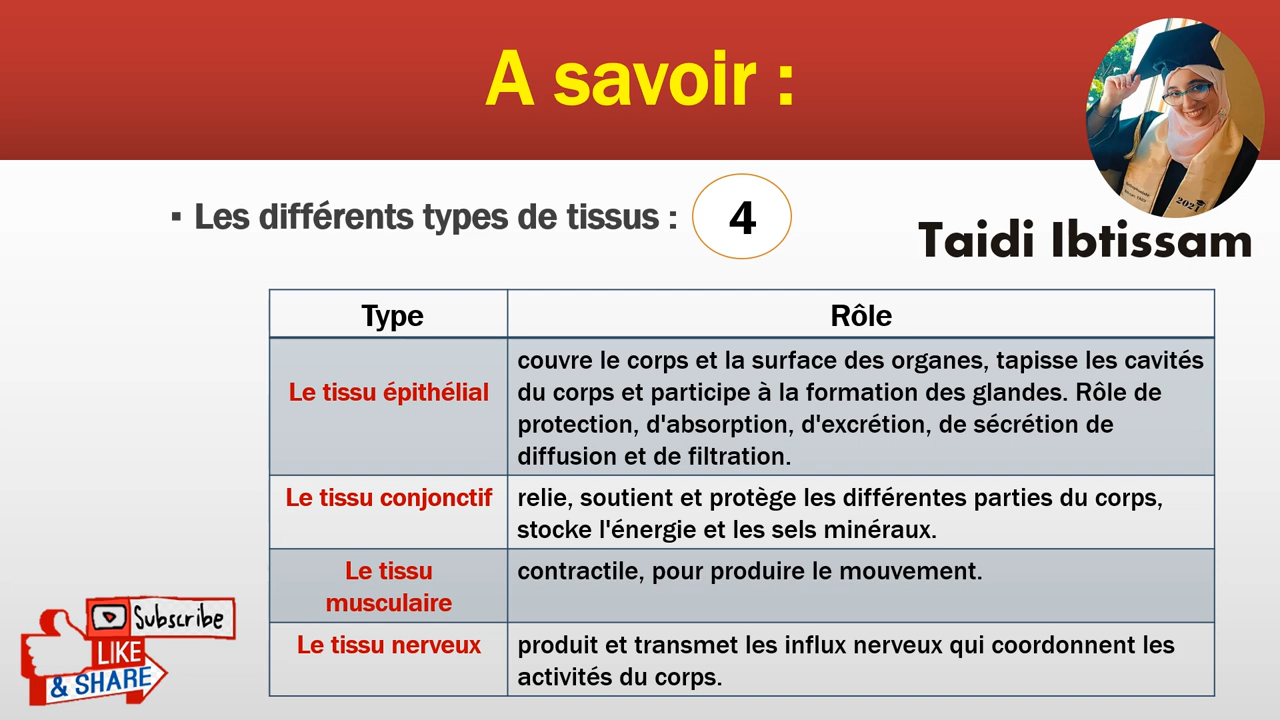 A savoir :
▪ Les différents types de tissus : 4
2021
Taidi Ibtissam
Type
Rôle
Le tissu épithélial
couvre le corps et la surface des organes, tapisse les cavités
du corps et participe à la formation des glandes. Rôle de
protection, d'absorption, d'excrétion, de sécrétion de
diffusion et de filtration.
Le tissu conjonctif
relie, soutient et protège les différentes parties du corps,
stocke l'énergie et les sels minéraux.
Le tissu
musculaire
contractile, pour produire le mouvement.
Le tissu nerveux
produit et transmet les influx nerveux qui coordonnent les
activités du corps.
Subscribe
LIKE
& SHARE